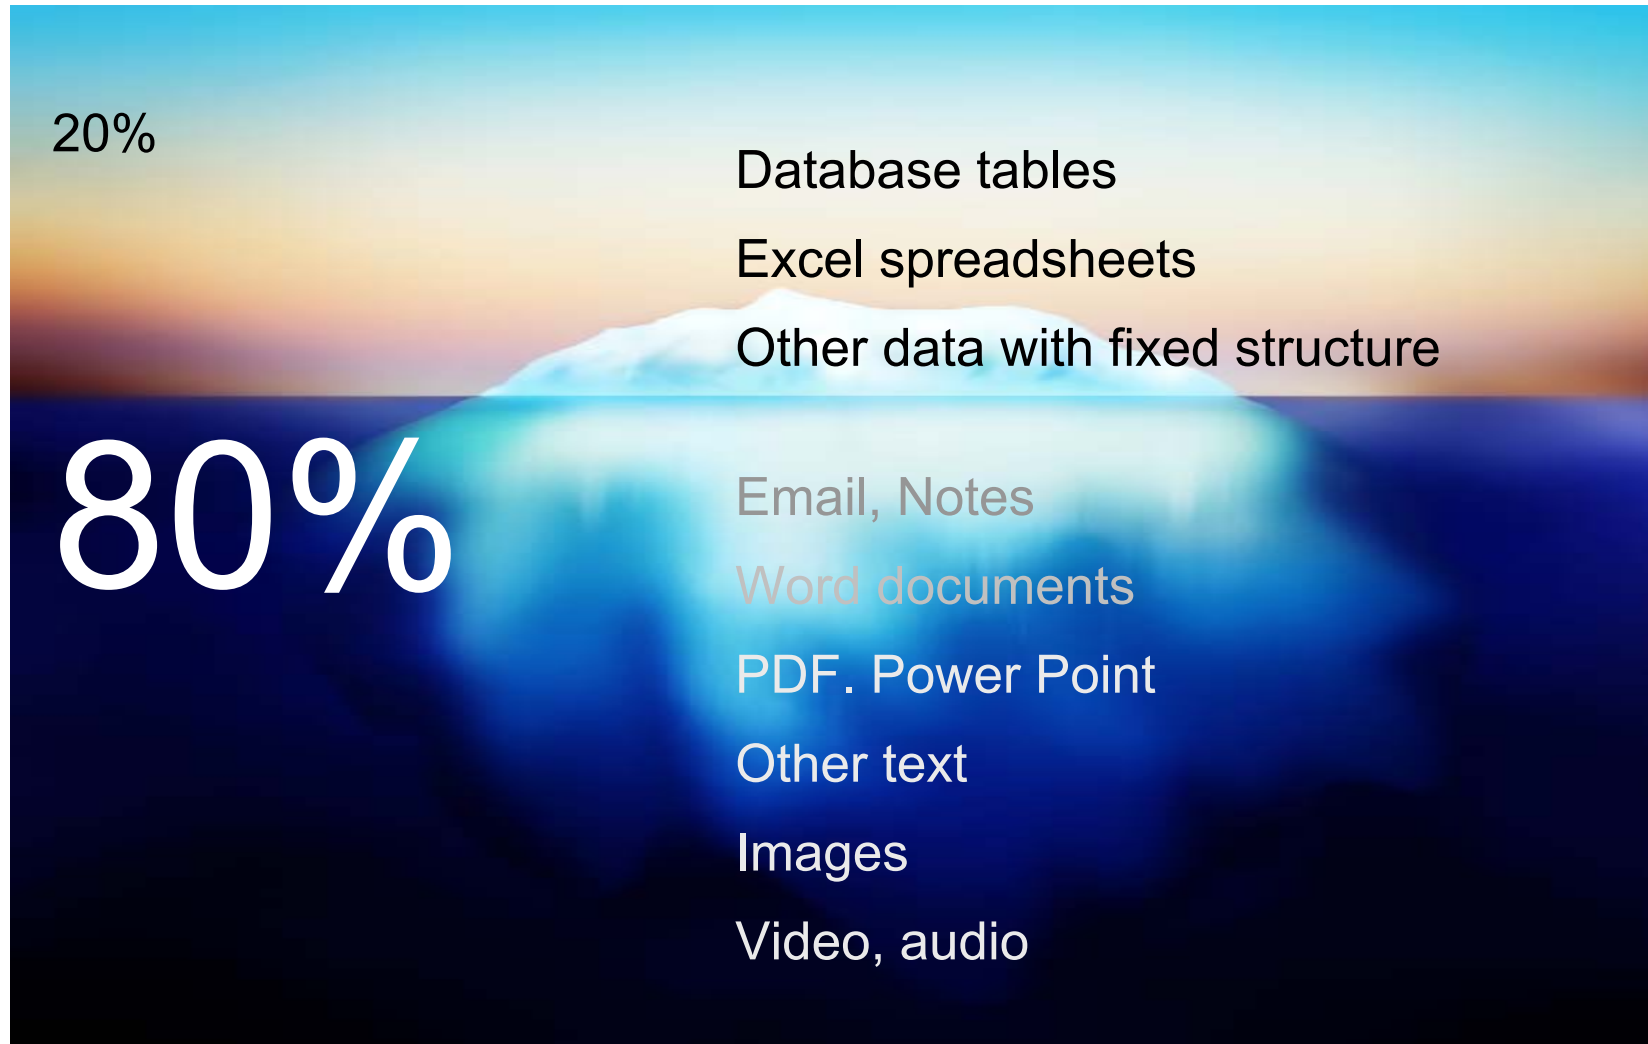 20%
Database tables
Excel spreadsheets
Other data with fixed structure
80%
Email, Notes
Word documents
PDF. Power Point
Other text
Images
Video, audio